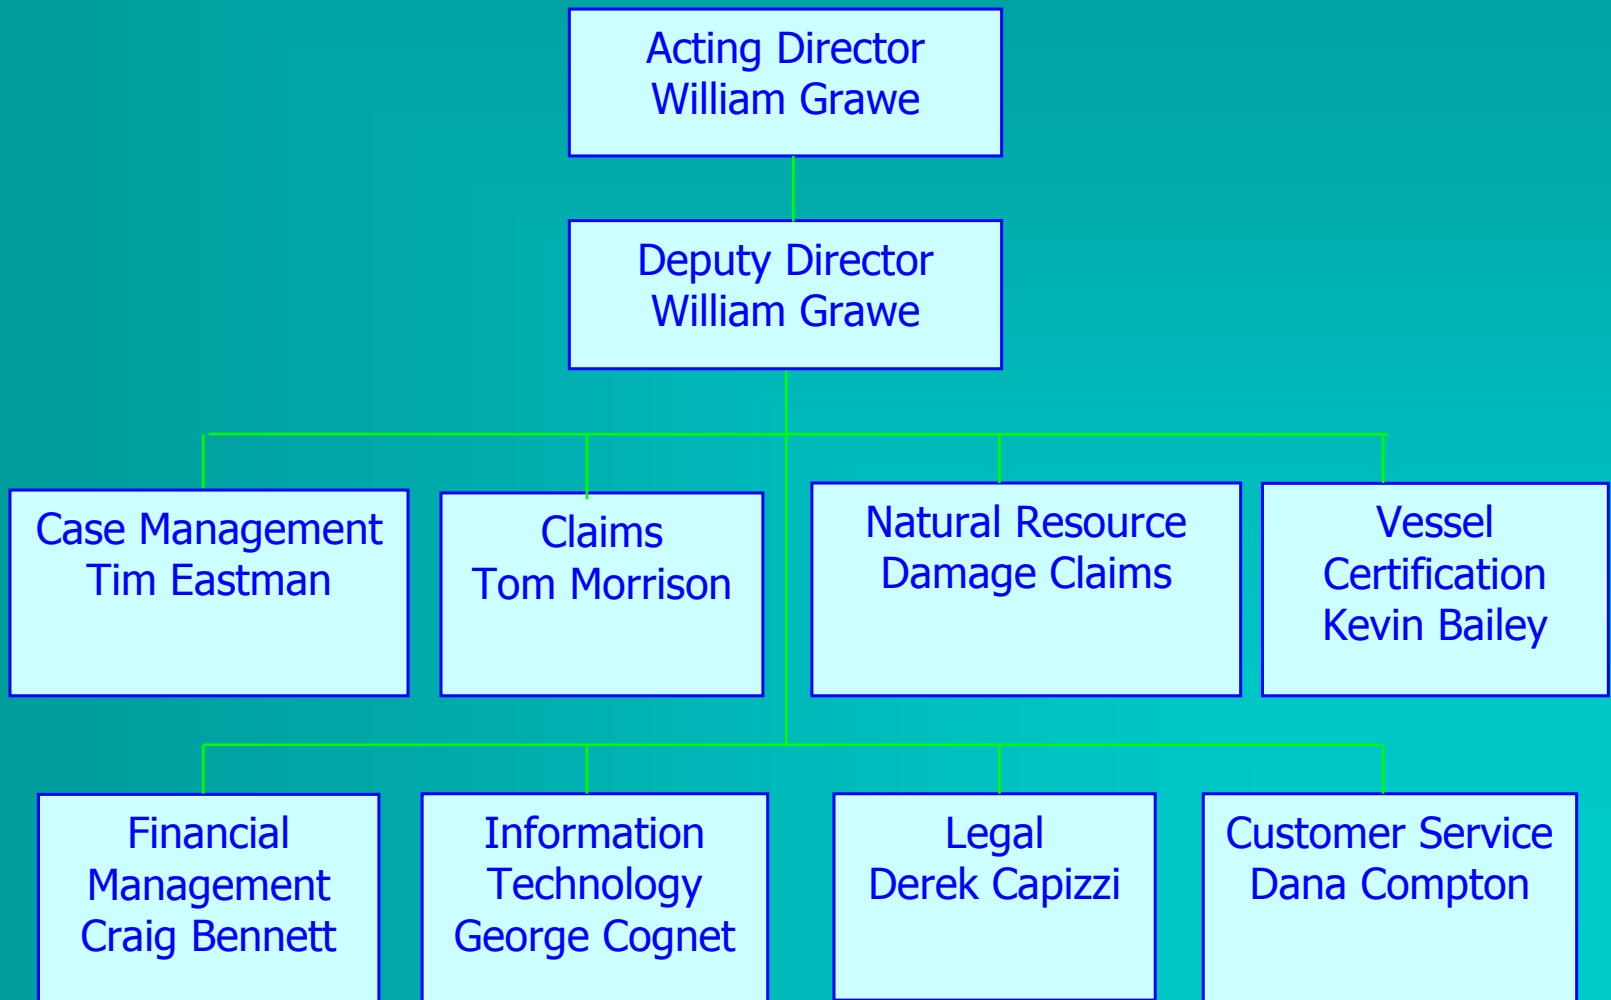 Acting Director
William Grawe
Deputy Director
William Grawe
Case Management
Tim Eastman
Claims
Tom Morrison
Natural Resource
Damage Claims
Vessel
Certification
Kevin Bailey
Financial
Management
Craig Bennett
Information
Technology
George Cognet
Legal
Derek Capizzi
Customer Service
Dana Compton